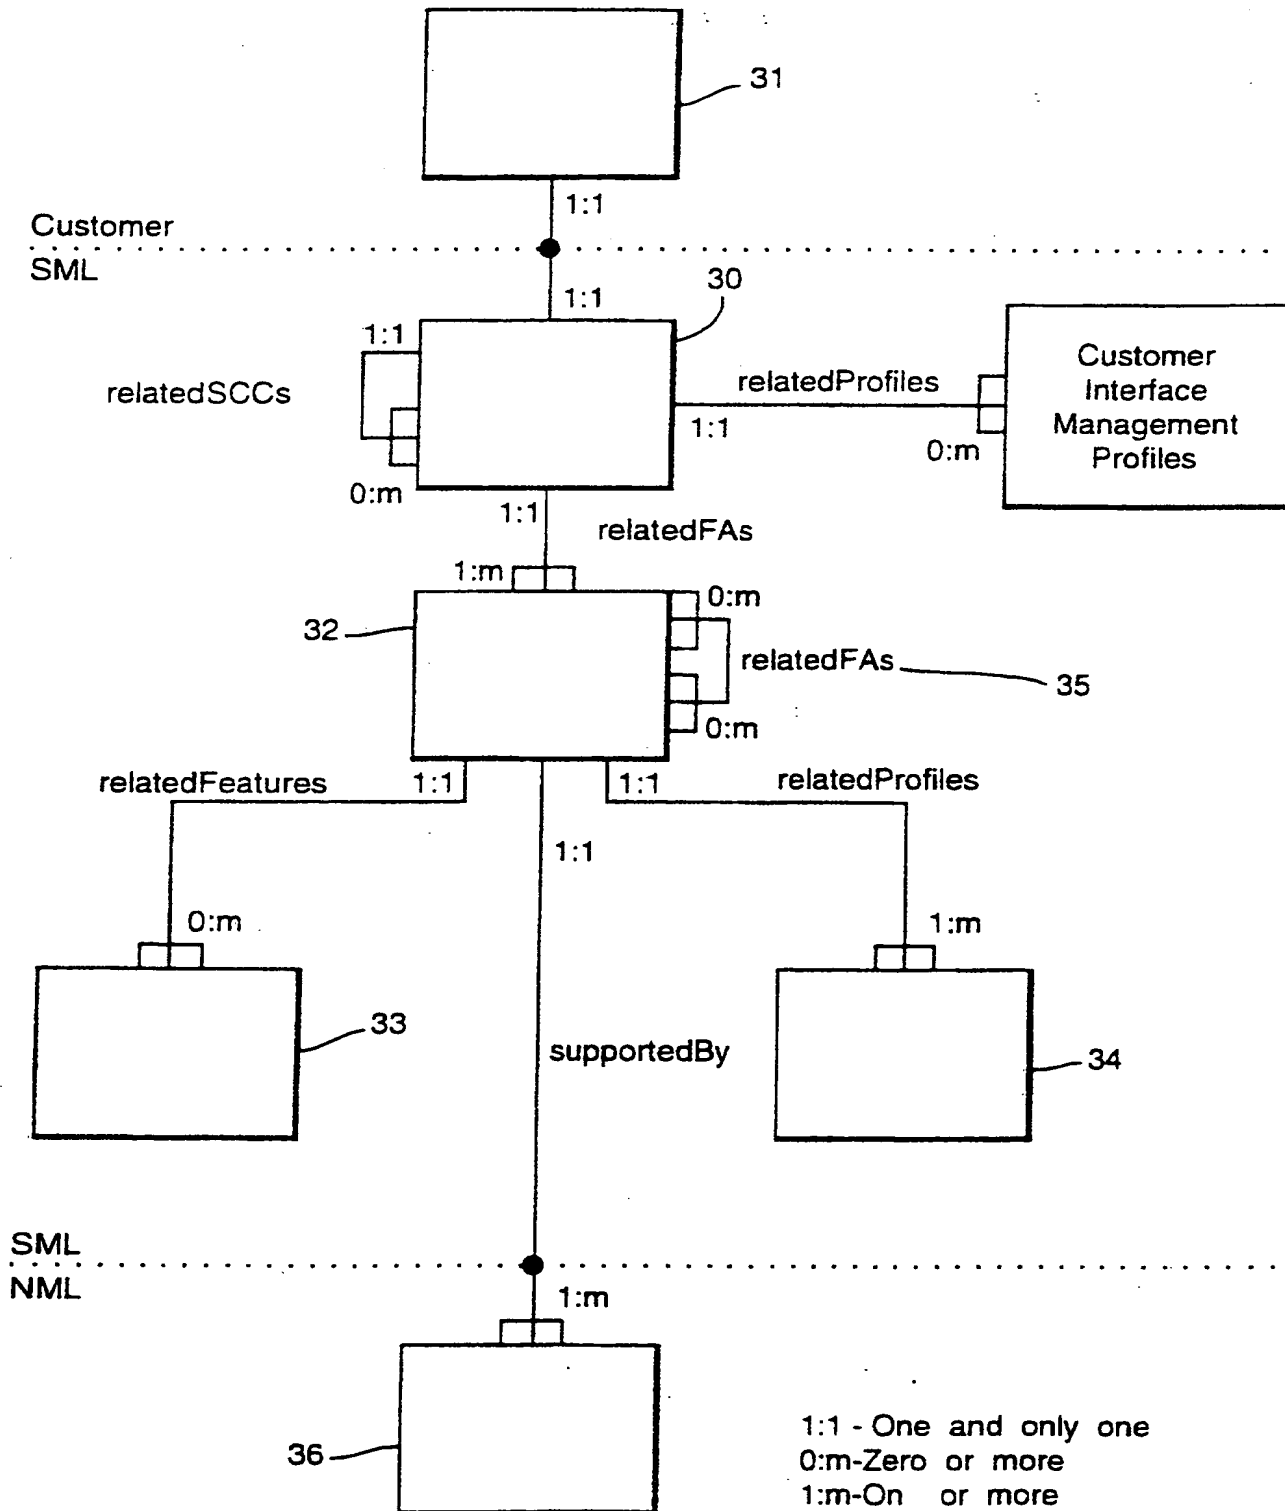 31
1:1
Customer
SML
1:1
30
1:1
relatedSCCs
0:m
relatedProfiles
1:1
0:m
Customer
Interface
Management
Profiles
1:1
relatedFAs
1:m
32
0:m
relatedFAs
35
0:m
relatedFeatures
1:1
1:1
relatedProfiles
1:1
0:m
1:m
33
supportedBy
34
SML
NML
1:m
36
1:1 - One and only one
0:m-Zero or more
1:m-On or more